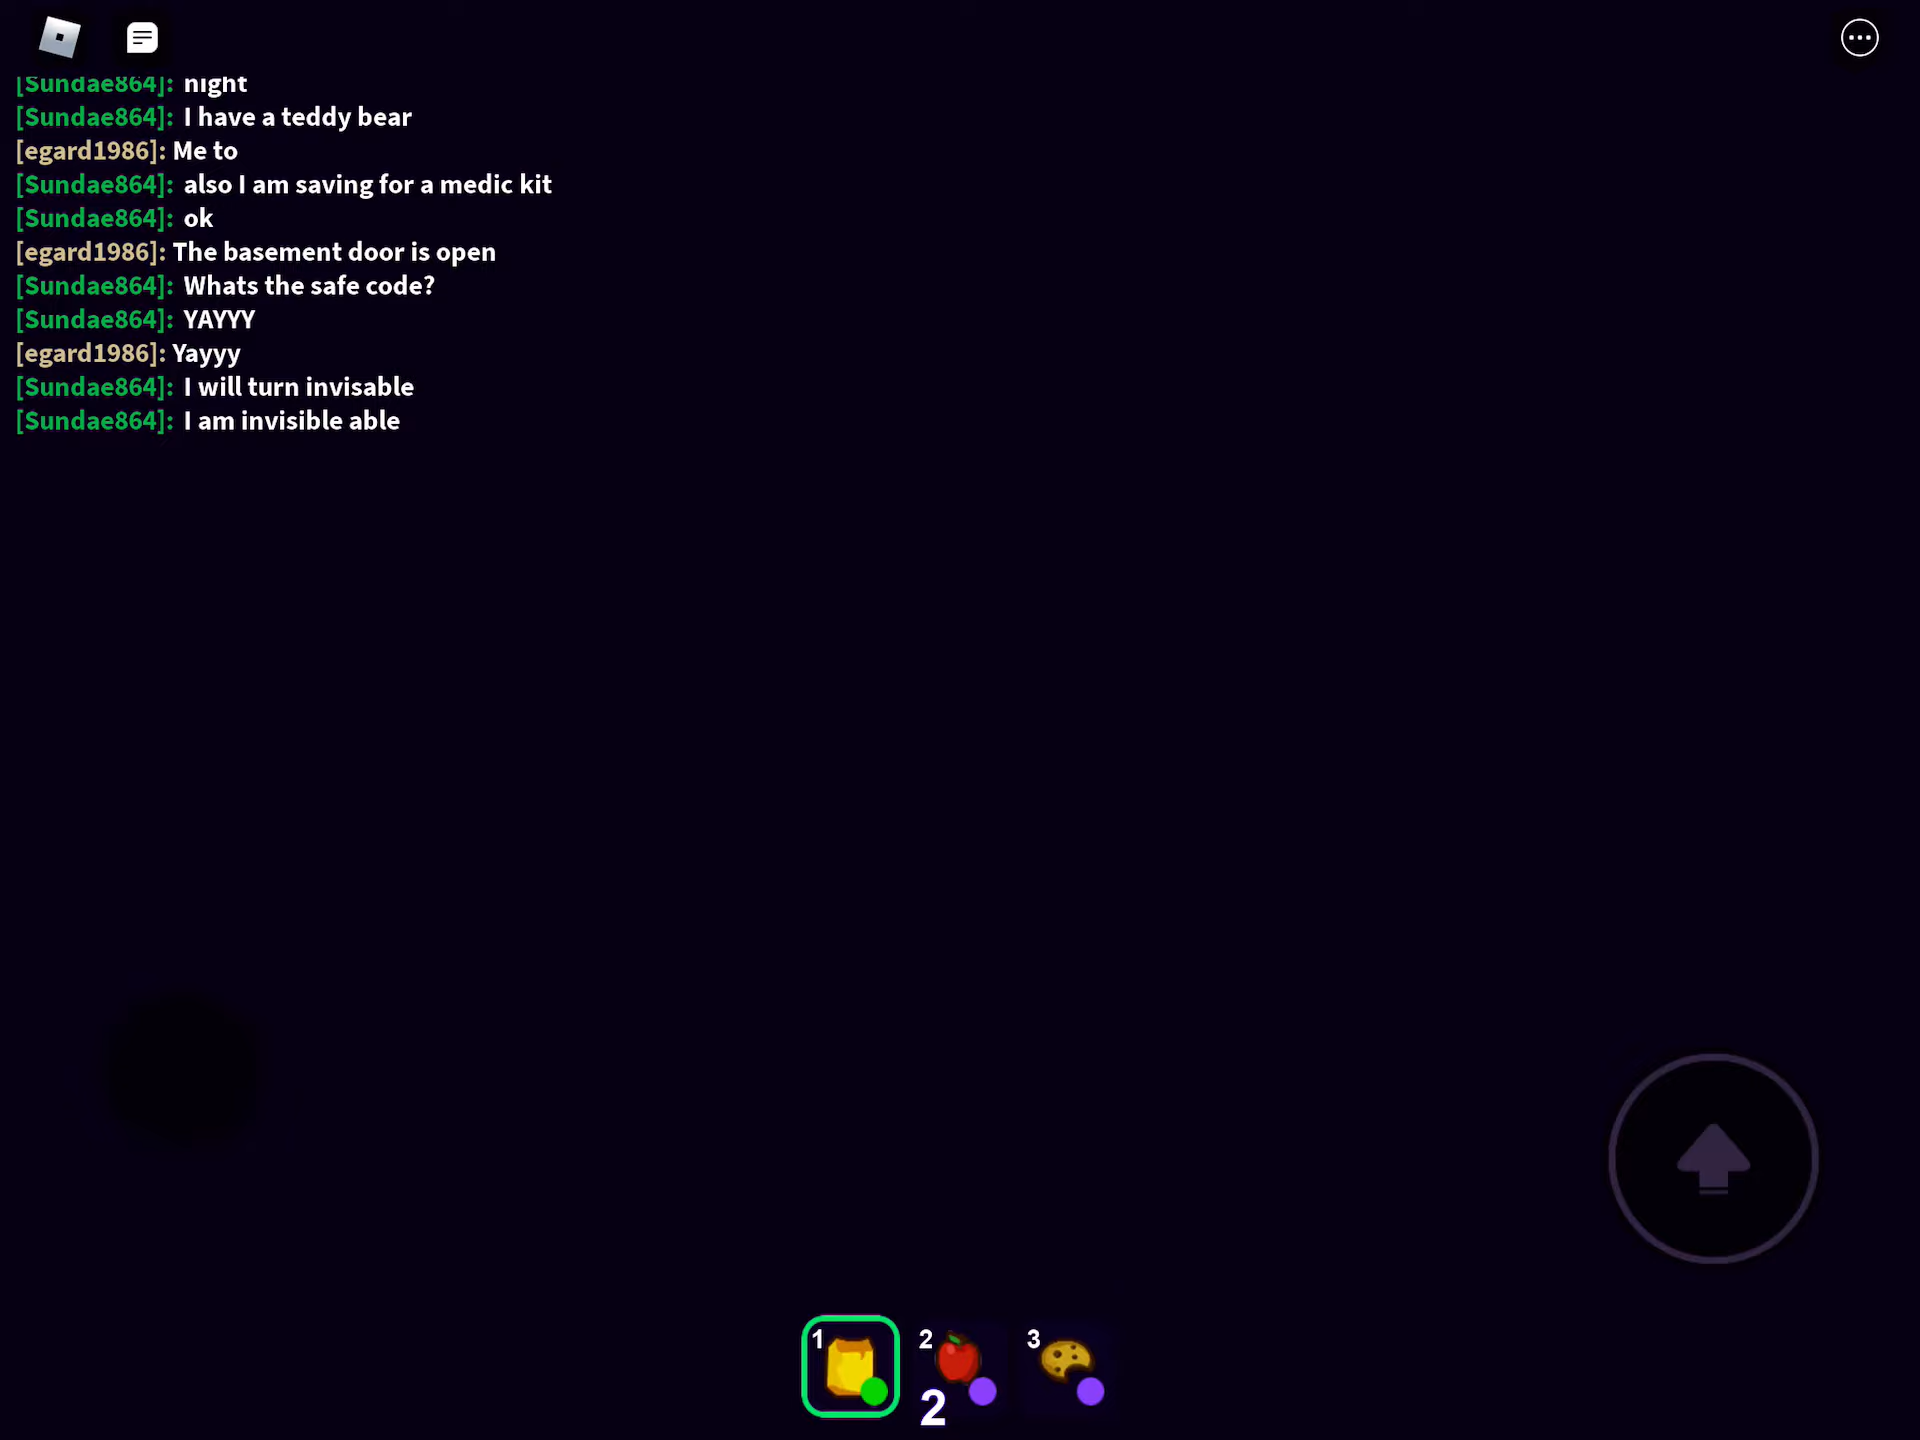 [Sundae864]: night
[Sundae864]: I have a teddy bear
[egard1986]: Me to
[Sundae864]: also I am saving for a medic kit
[Sundae864]: ok
[egard1986]: The basement door is open
[Sundae864]: Whats the safe code?
[Sundae864]: YAYYY
[egard1986]: Yayyy
[Sundae864]: I will turn invisable
[Sundae864]: I am invisible able
1 2 3
2